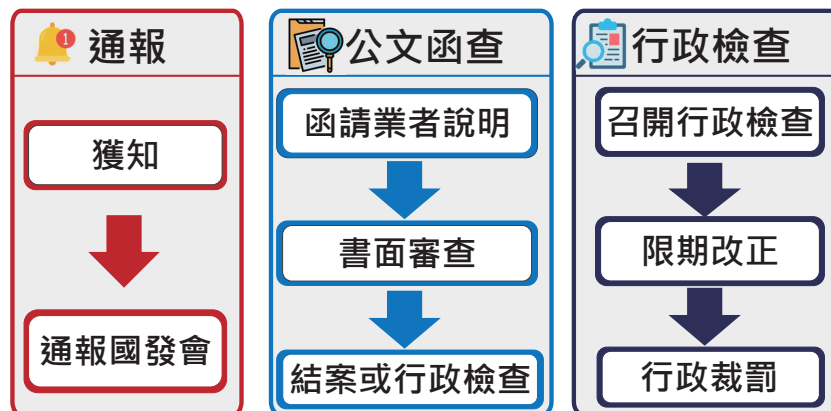 1
通報
獲知
通報國發會
公文函查
函請業者說明
書面審查
結案或行政檢查
行政檢查
召開行政檢查
限期改正
行政裁罰